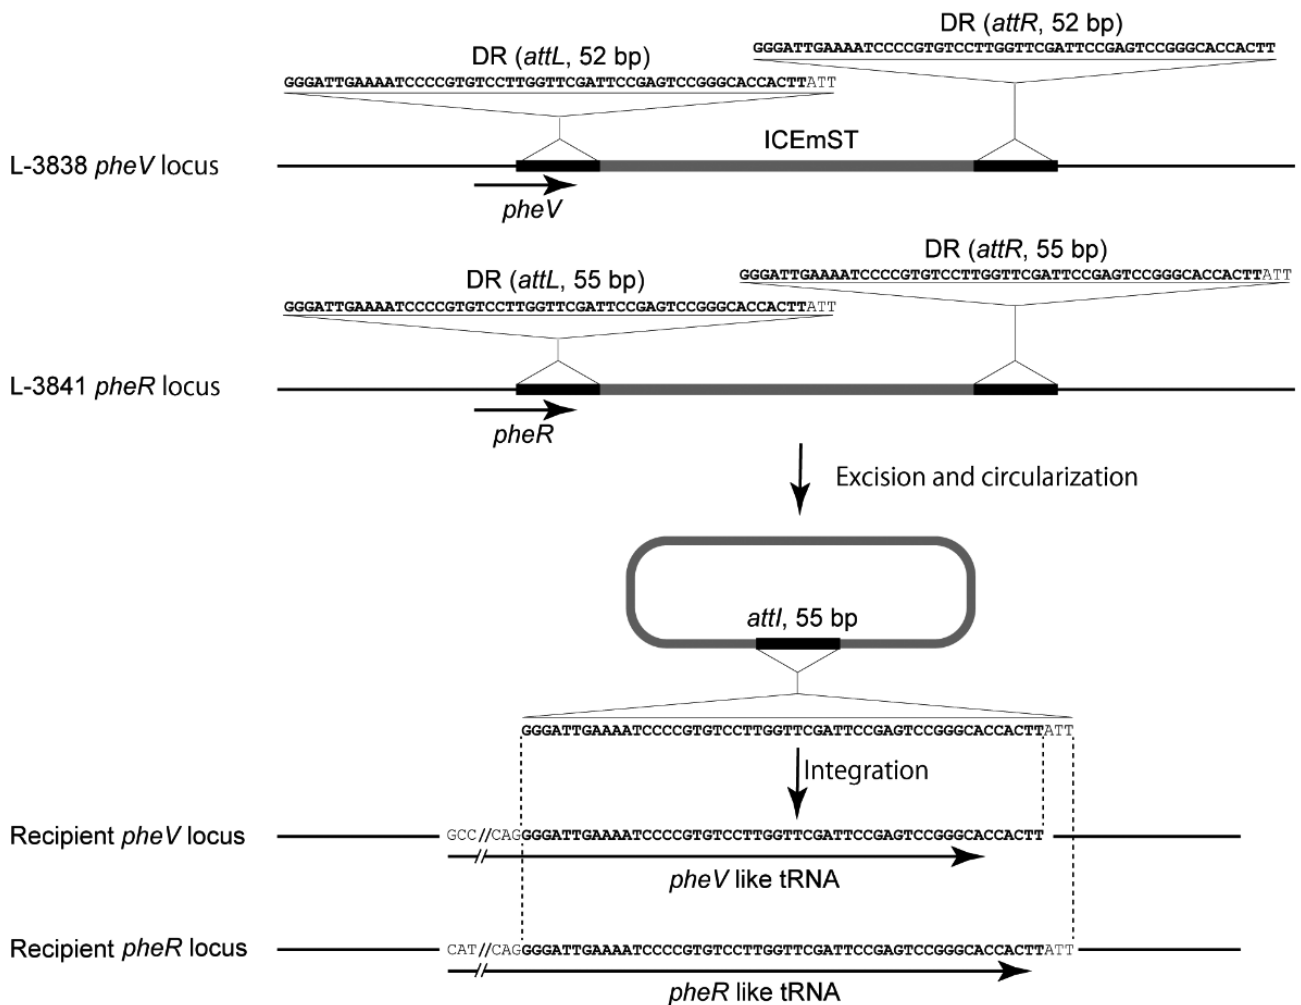 DR (attR, 52 bp)
DR (attL, 52 bp)
GGGATTGAAAATCCCCGTGTCCTTGGTTCGATTCCGAGTCCGGGCACCACTT
GGGATTGAAAATCCCCGTGTCCTTGGTTCGATTCCGAGTCCGGGCACCACTTATT
ICEmST
L-3838 pheV locus
pheV
DR (attR, 55 bp)
DR (attL, 55 bp)
GGGATTGAAAATCCCCGTGTCCTTGGTTCGATTCCGAGTCCGGGCACCACTTATT
GGGATTGAAAATCCCCGTGTCCTTGGTTCGATTCCGAGTCCGGGCACCACTTATT
L-3841 pheR locus
pheR
Excision and circularization
attI, 55 bp
GGGATTGAAAATCCCCGTGTCCTTGGTTCGATTCCGAGTCCGGGCACCACTTATT
Integration
Recipient pheV locus GCC//CAGGGGATTGAAAATCCCCGTGTCCTTGGTTCGATTCCGAGTCCGGGCACCACTT
pheV like tRNA
Recipient pheR locus CAT//CAGGGGATTGAAAATCCCCGTGTCCTTGGTTCGATTCCGAGTCCGGGCACCACTTATT
pheR like tRNA